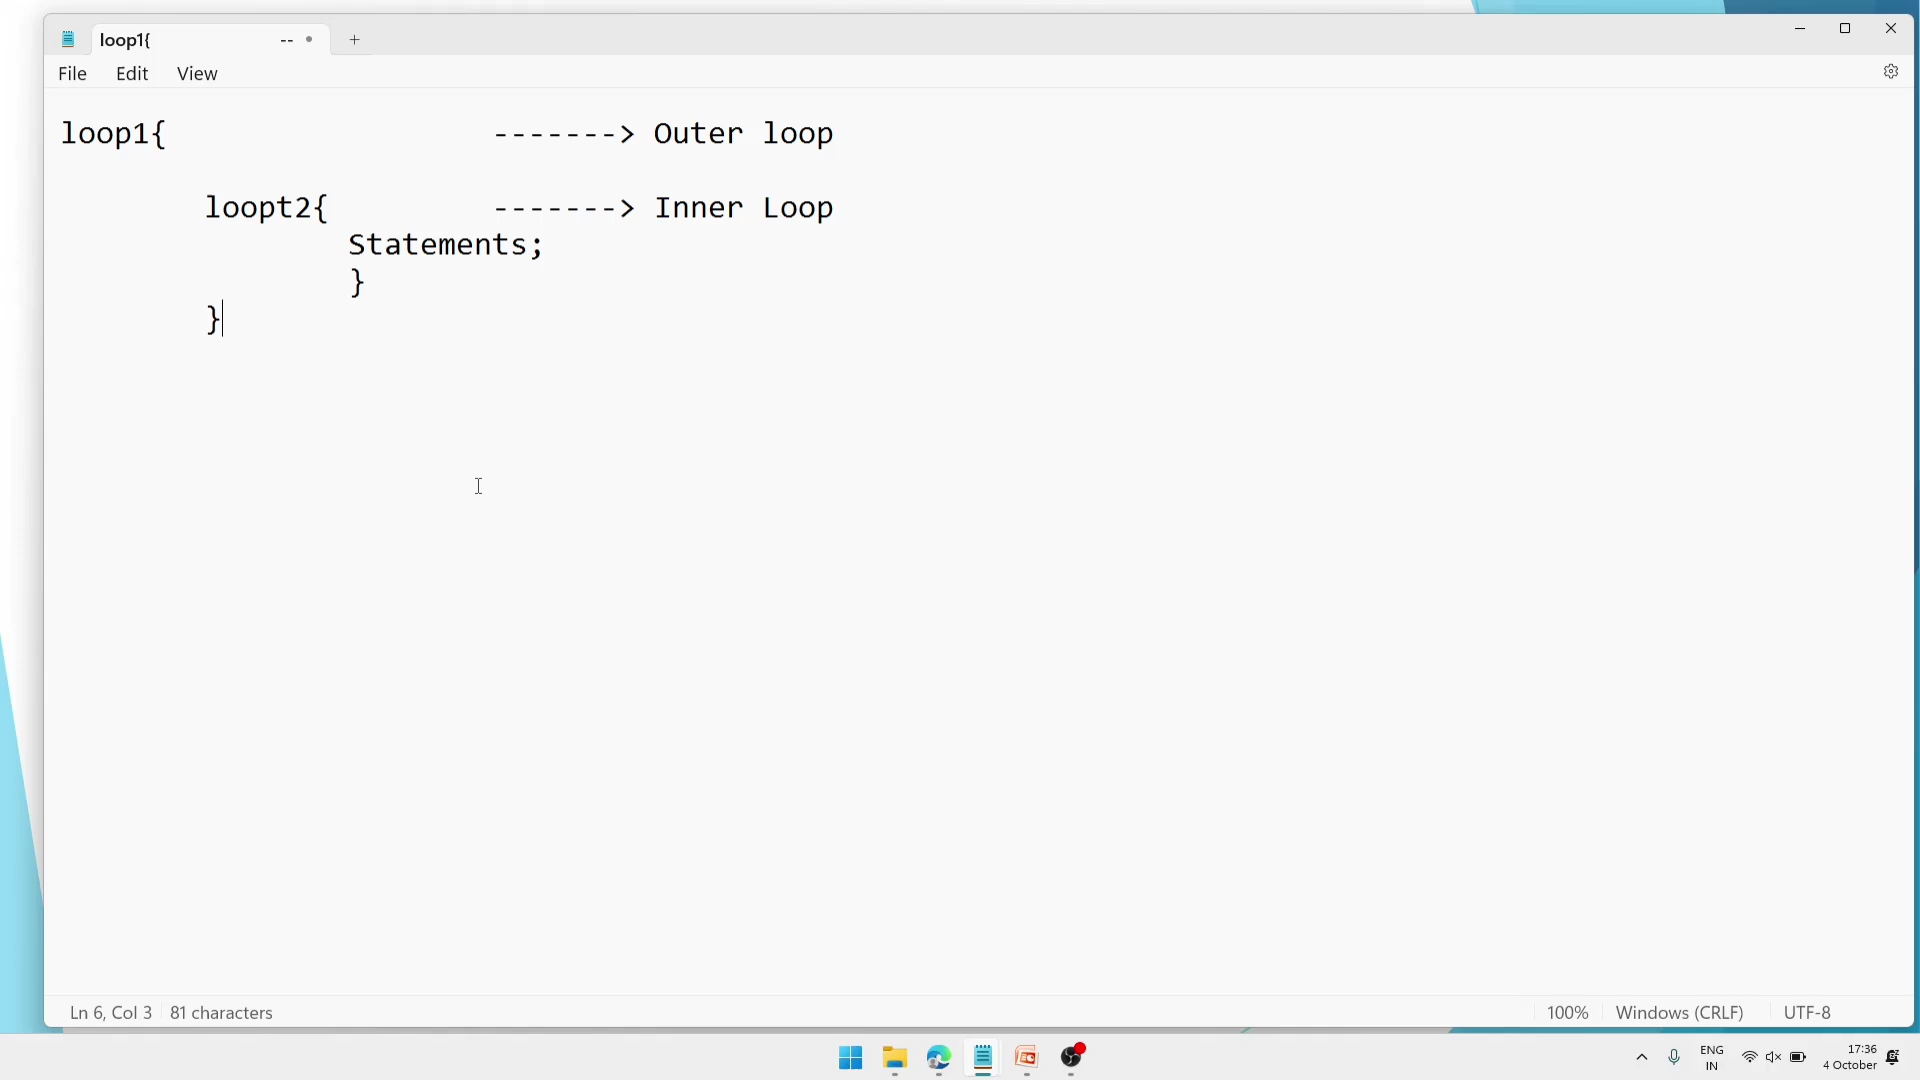 loop1{ -- •
File Edit View
loop1{ -------> Outer loop
loopt2{ -------> Inner Loop
Statements;
}
}
Ln 6, Col 3 81 characters 100% Windows (CRLF) UTF-8
ENG
IN
17:36
4 October